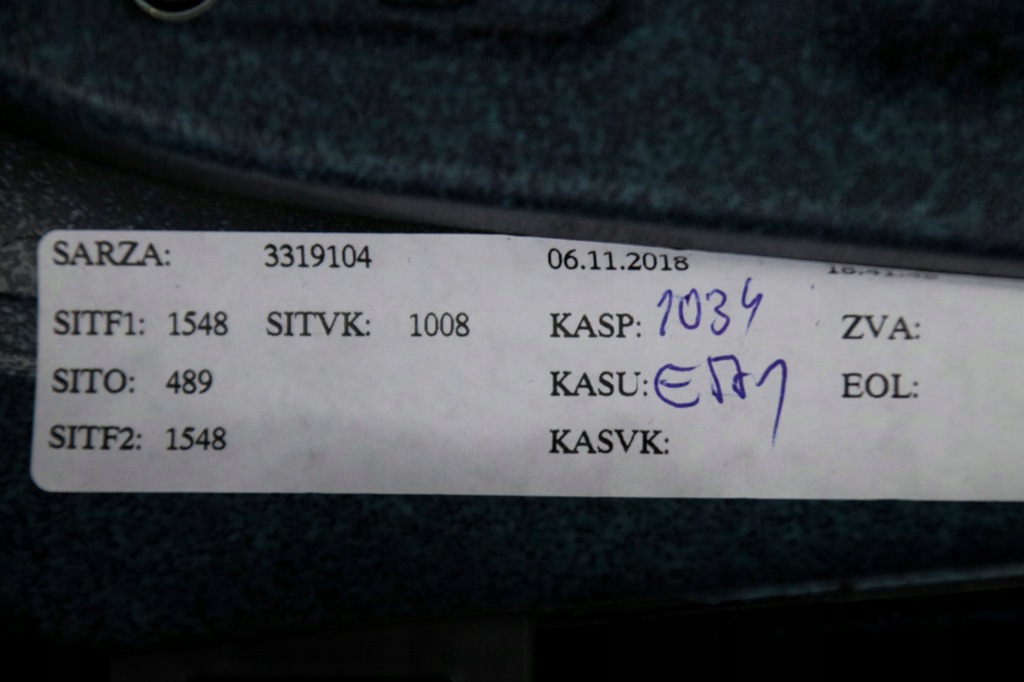 SARZA: 3319104 06.11.2018
SITF1: 1548 SITVK: 1008 KASP: 1034 ZVA:
SITO: 489 KASU: EOL:
SITF2: 1548 KASVK: